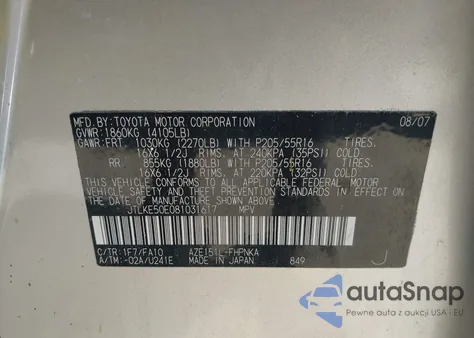 MFD.BY:TOYOTA MOTOR CORPORATION 08/07
GVWR:1860KG (4105LB)
GAWR:FRT. 1030KG (2270LB) WITH P205/55R16 TIRES.
16X6 1/2J RIMS. AT 240KPA (35PSI) COLD
RR. 855KG (1880LB) WITH P205/55R16 TIRES.
16X6 1/2J RIMS. AT 220KPA (32PSI) COLD
THIS VEHICLE CONFORMS TO ALL APPLICABLE FEDERAL MOTOR
VEHICLE SAFETY AND THEFT PREVENTION STANDARDS IN EFFECT ON
THE DATE OF MANUFACTURE SHOWN ABOVE.
JTLKE50E081031617 MPV
C/TR:1F7/FA10 AZE151L-FHPNKA
A/TM:-02A/U241E MADE IN JAPAN 849 J
autoSnap
Pewne auto z aukcji USA i EU